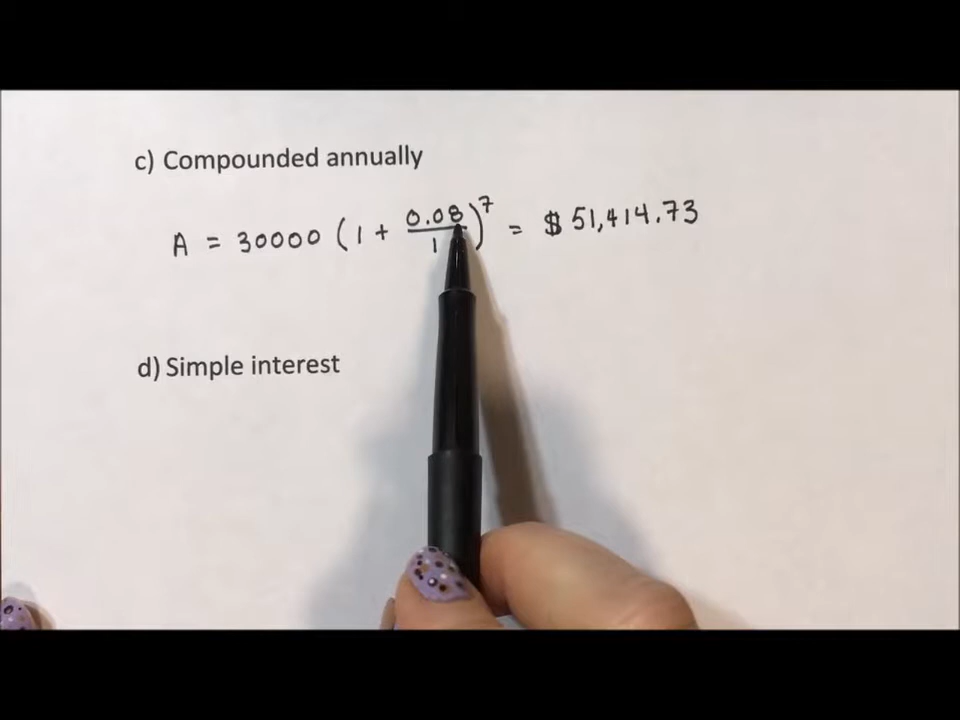 c) Compounded annually
A = 30000 (1 + 0.08/1)^7 = $51,414.73
d) Simple interest